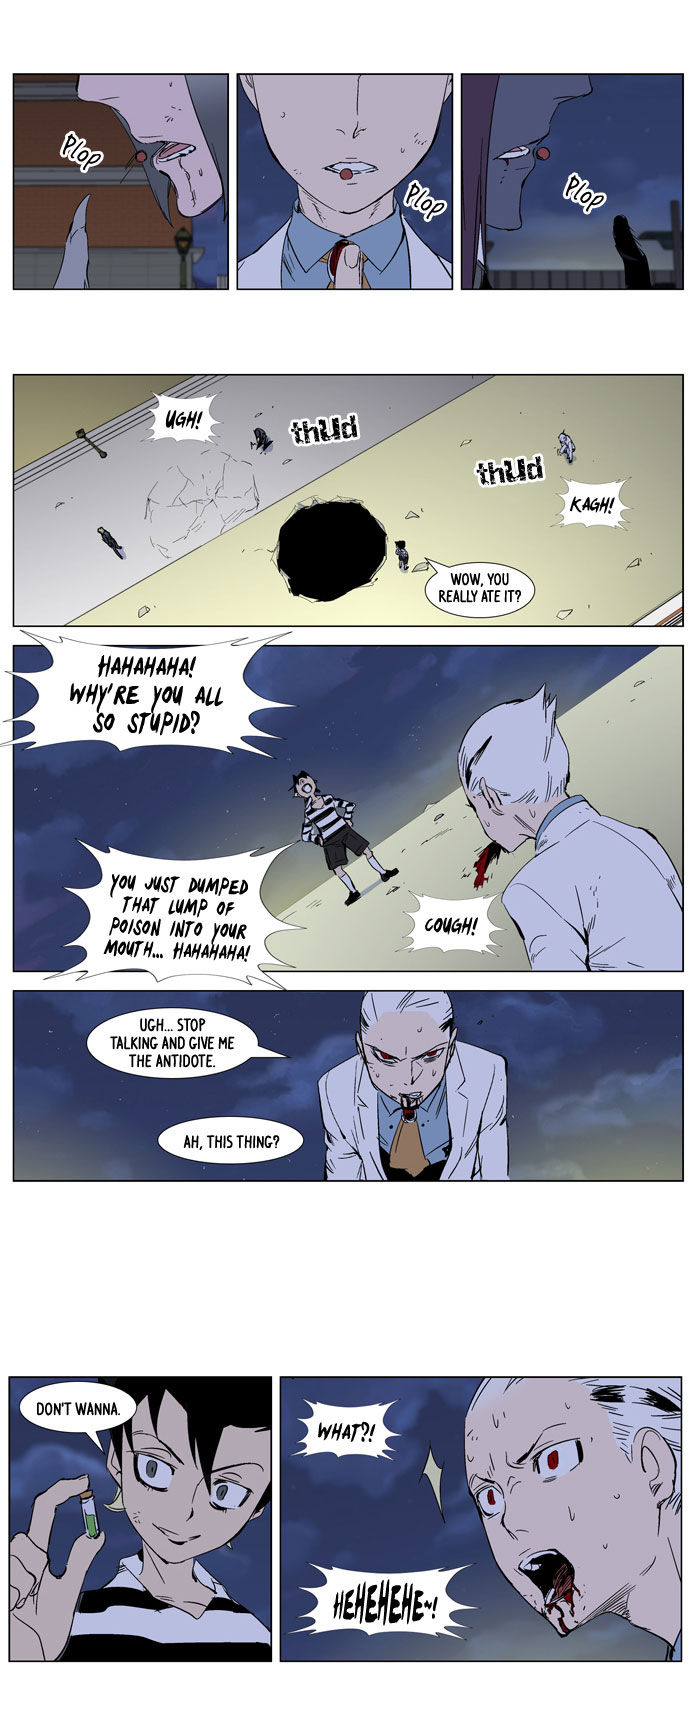 Plop
Plop
Plop
UGH!
thud
thud
KAGH!
WOW, YOU
REALLY ATE IT?
HAHAHAHA!
WHY'RE YOU ALL
SO STUPID?
YOU JUST DUMPED
THAT LUMP OF
POISON INTO YOUR
MOUTH... HAHAHAHA!
COUGH!
UGH... STOP
TALKING AND GIVE ME
THE ANTIDOTE.
AH, THIS THING?
DON'T WANNA.
WHAT?!
HEHEHEHE~!